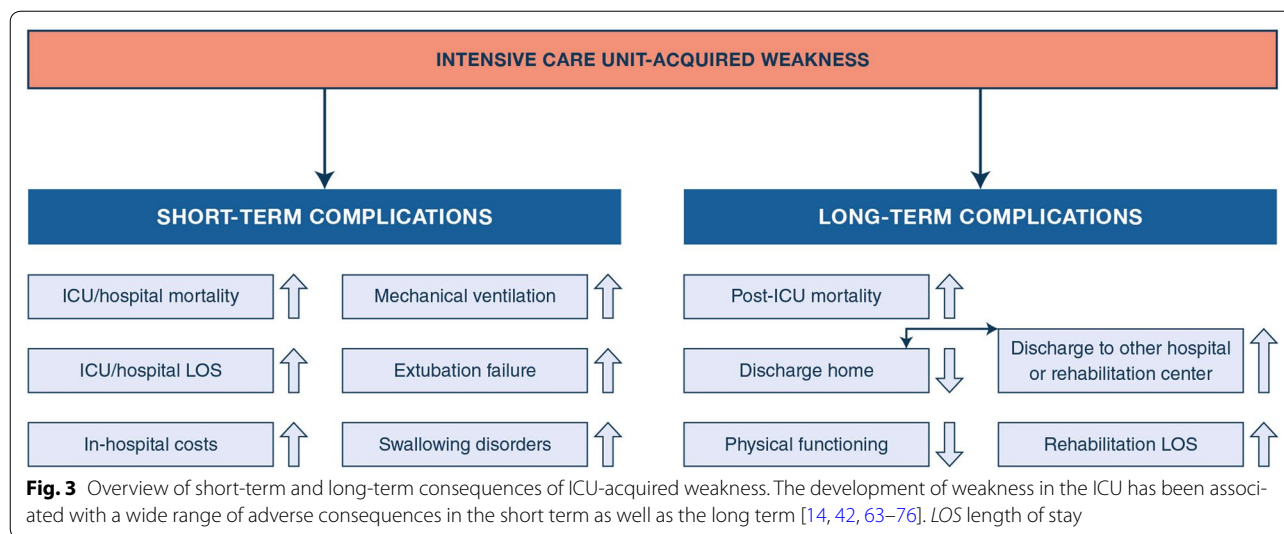 INTENSIVE CARE UNIT-ACQUIRED WEAKNESS
SHORT-TERM COMPLICATIONS
ICU/hospital mortality
Mechanical ventilation
ICU/hospital LOS
Extubation failure
In-hospital costs
Swallowing disorders
LONG-TERM COMPLICATIONS
Post-ICU mortality
Discharge home
Discharge to other hospital
or rehabilitation center
Physical functioning
Rehabilitation LOS
Fig. 3 Overview of short-term and long-term consequences of ICU-acquired weakness. The development of weakness in the ICU has been associ-
ated with a wide range of adverse consequences in the short term as well as the long term [14, 42, 63–76]. LOS length of stay